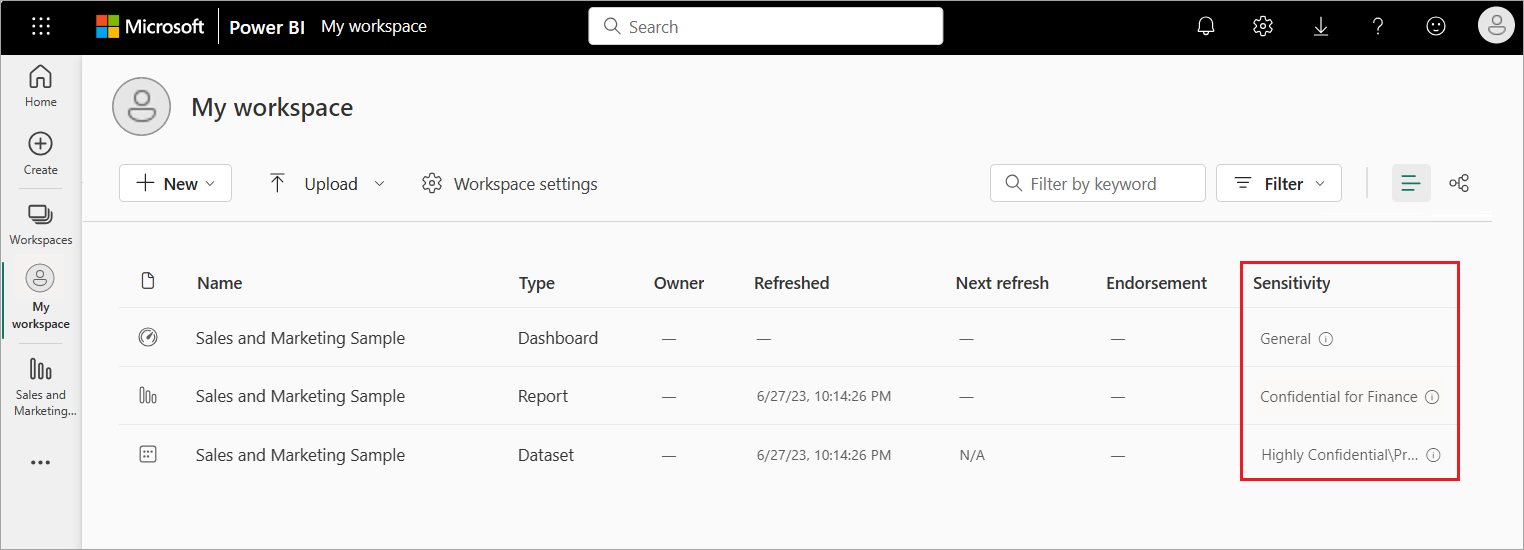 Microsoft Power BI My workspace Search
Home
Create
Workspaces
My
workspace
Sales and
Marketing...
My workspace
New Upload Workspace settings Filter by keyword Filter
Name Type Owner Refreshed Next refresh Endorsement Sensitivity
Sales and Marketing Sample Dashboard — — — — General
Sales and Marketing Sample Report — 6/27/23, 10:14:26 PM — — Confidential for Finance
Sales and Marketing Sample Dataset — 6/27/23, 10:14:26 PM N/A — Highly Confidential\Pr...